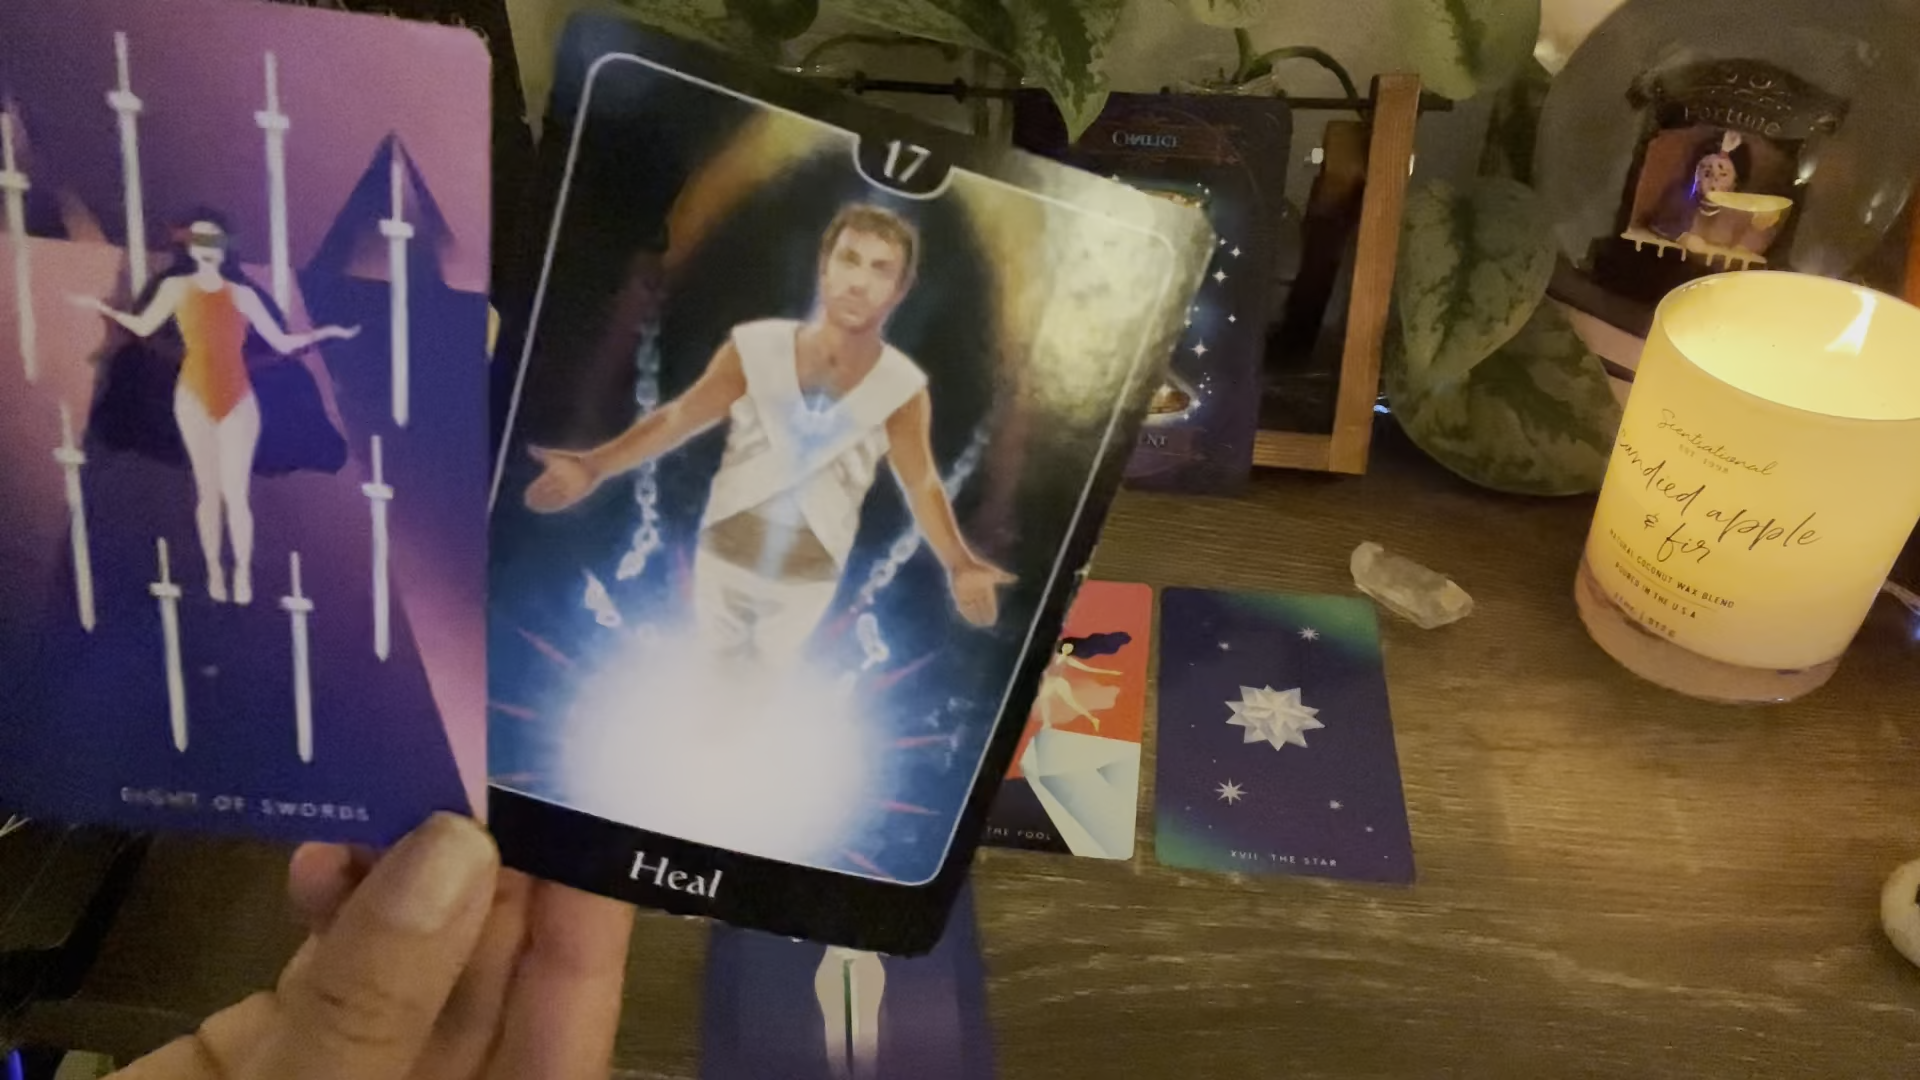 EIGHT OF SWORDS
17
Heal
CHALICE
THE FOOL
XVII. THE STAR
Fortune
Scentsational
EST. 1998
candied apple
& fir
NATURAL COCONUT WAX BLEND
POURED IN THE U.S.A